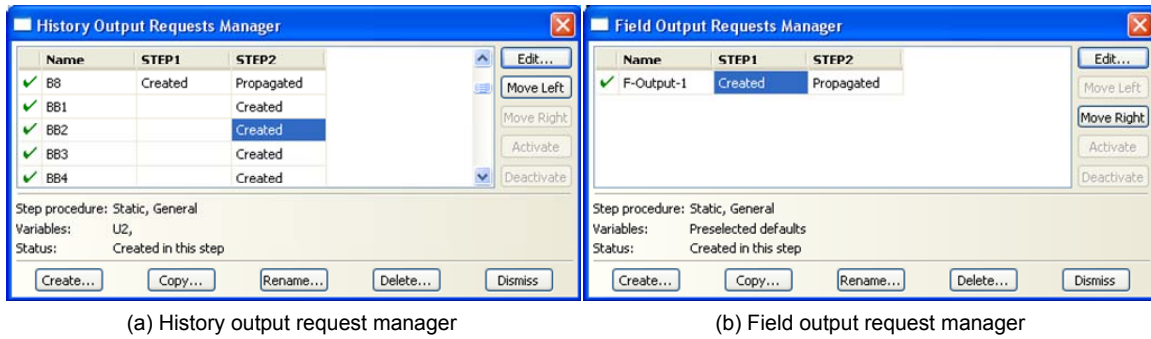 History Output Requests Manager
Name STEP1 STEP2
B8 Created Propagated
BB1 Created
BB2 Created
BB3 Created
BB4 Created
Edit...
Move Left
Move Right
Activate
Deactivate
Step procedure: Static, General
Variables: U2,
Status: Created in this step
Create... Copy... Rename... Delete... Dismiss
(a) History output request manager
Field Output Requests Manager
Name STEP1 STEP2
F-Output-1 Created Propagated
Edit...
Move Left
Move Right
Activate
Deactivate
Step procedure: Static, General
Variables: Preselected defaults
Status: Created in this step
Create... Copy... Rename... Delete... Dismiss
(b) Field output request manager